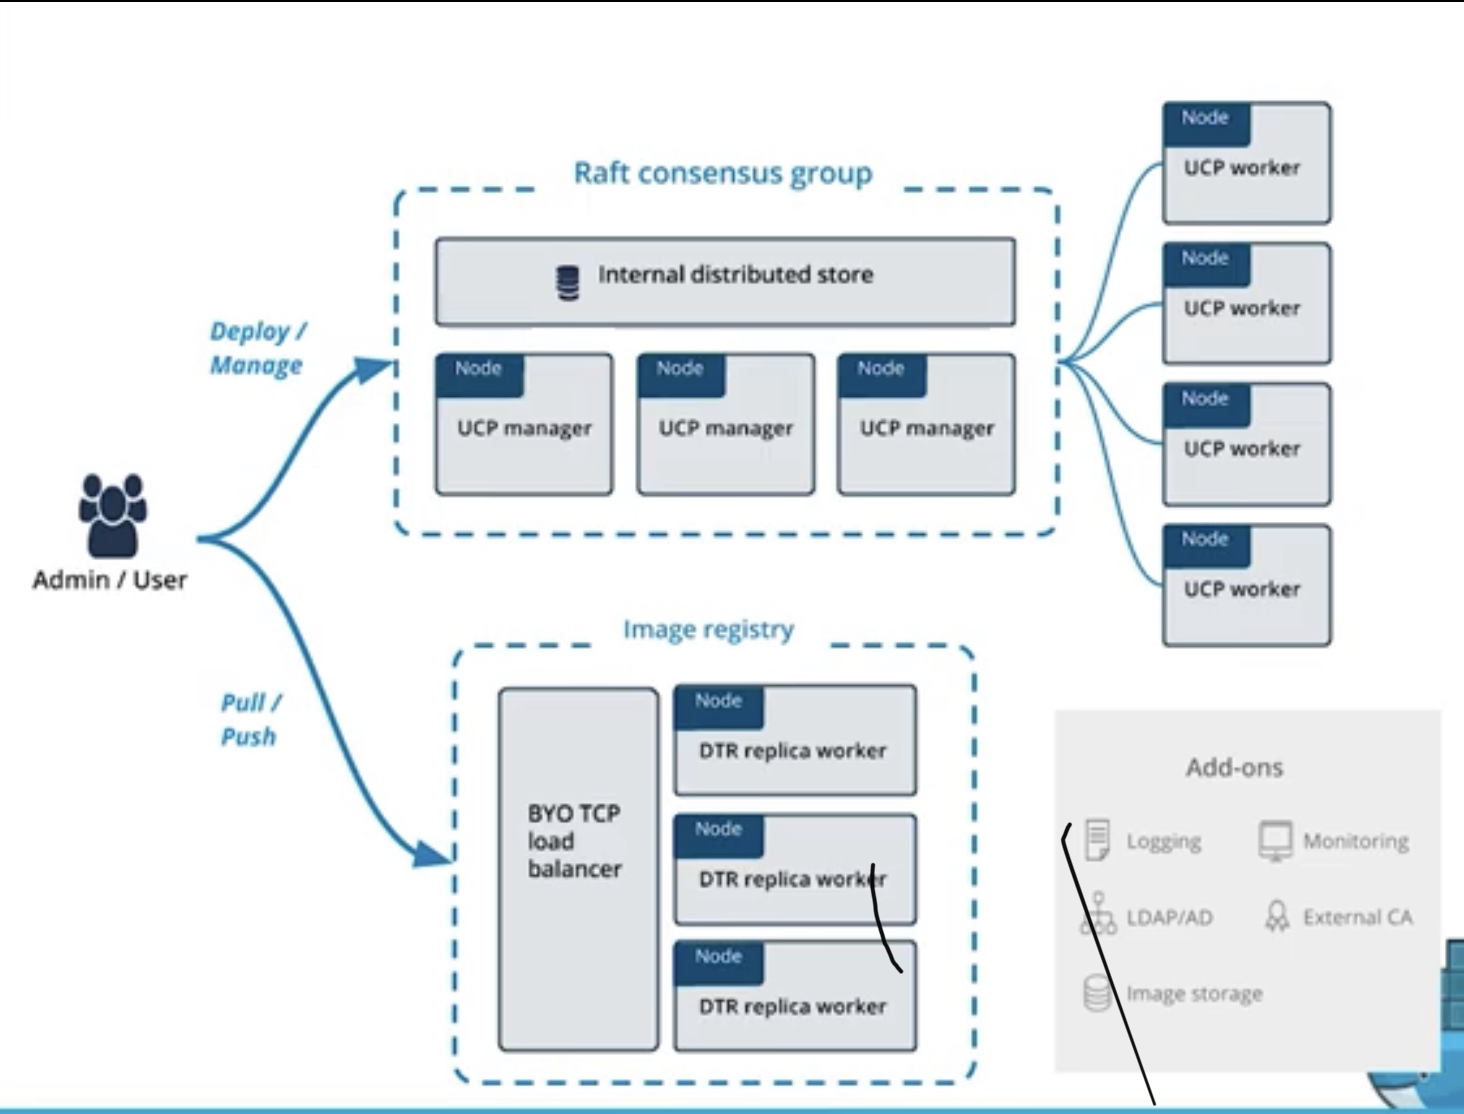 Raft consensus group
Internal distributed store
Node
UCP manager
Node
UCP manager
Node
UCP manager
Node
UCP worker
Node
UCP worker
Node
UCP worker
Node
UCP worker
Deploy /
Manage
Admin / User
Pull /
Push
Image registry
BYO TCP
load
balancer
Node
DTR replica worker
Node
DTR replica worker
Node
DTR replica worker
Add-ons
Logging
Monitoring
LDAP/AD
External CA
Image storage